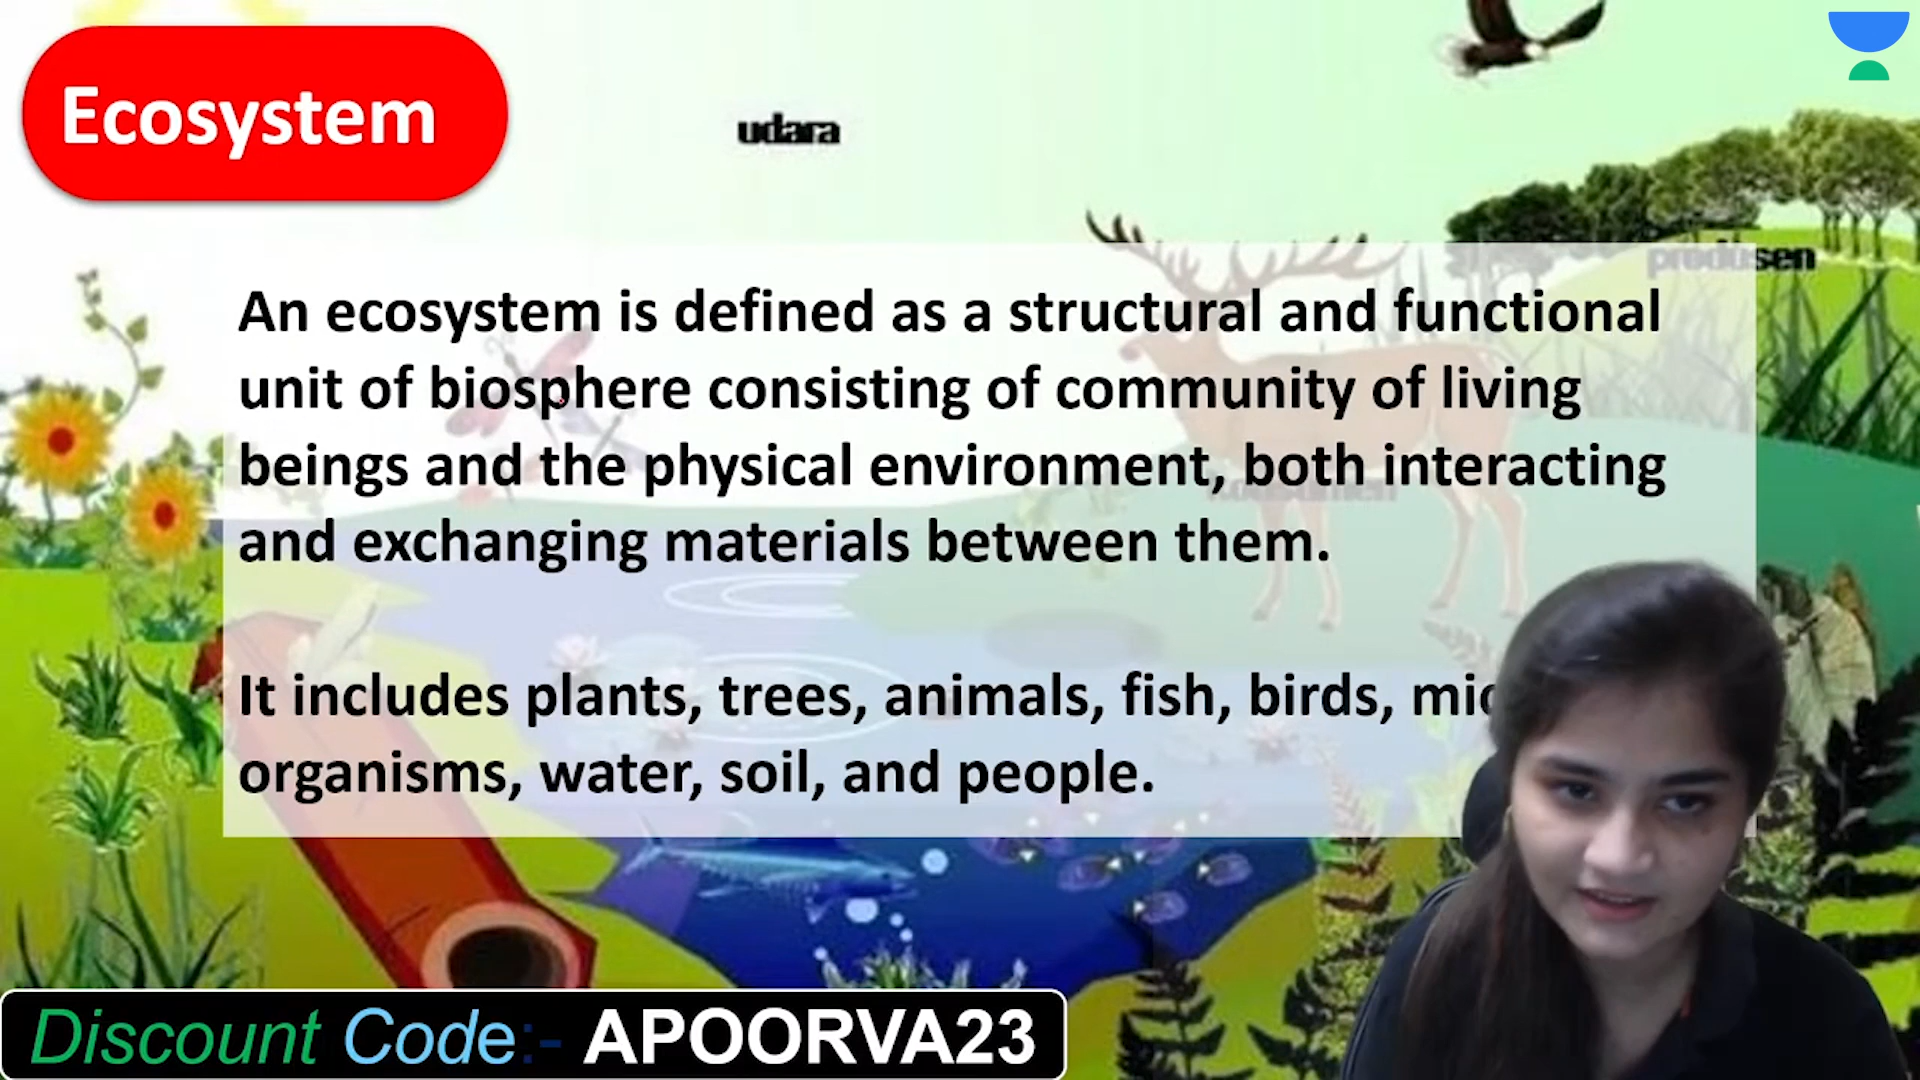 Ecosystem
udara
produsen
An ecosystem is defined as a structural and functional
unit of biosphere consisting of community of living
beings and the physical environment, both interacting
and exchanging materials between them.
It includes plants, trees, animals, fish, birds,
organisms, water, soil, and people.
Discount Code:- APOORVA23